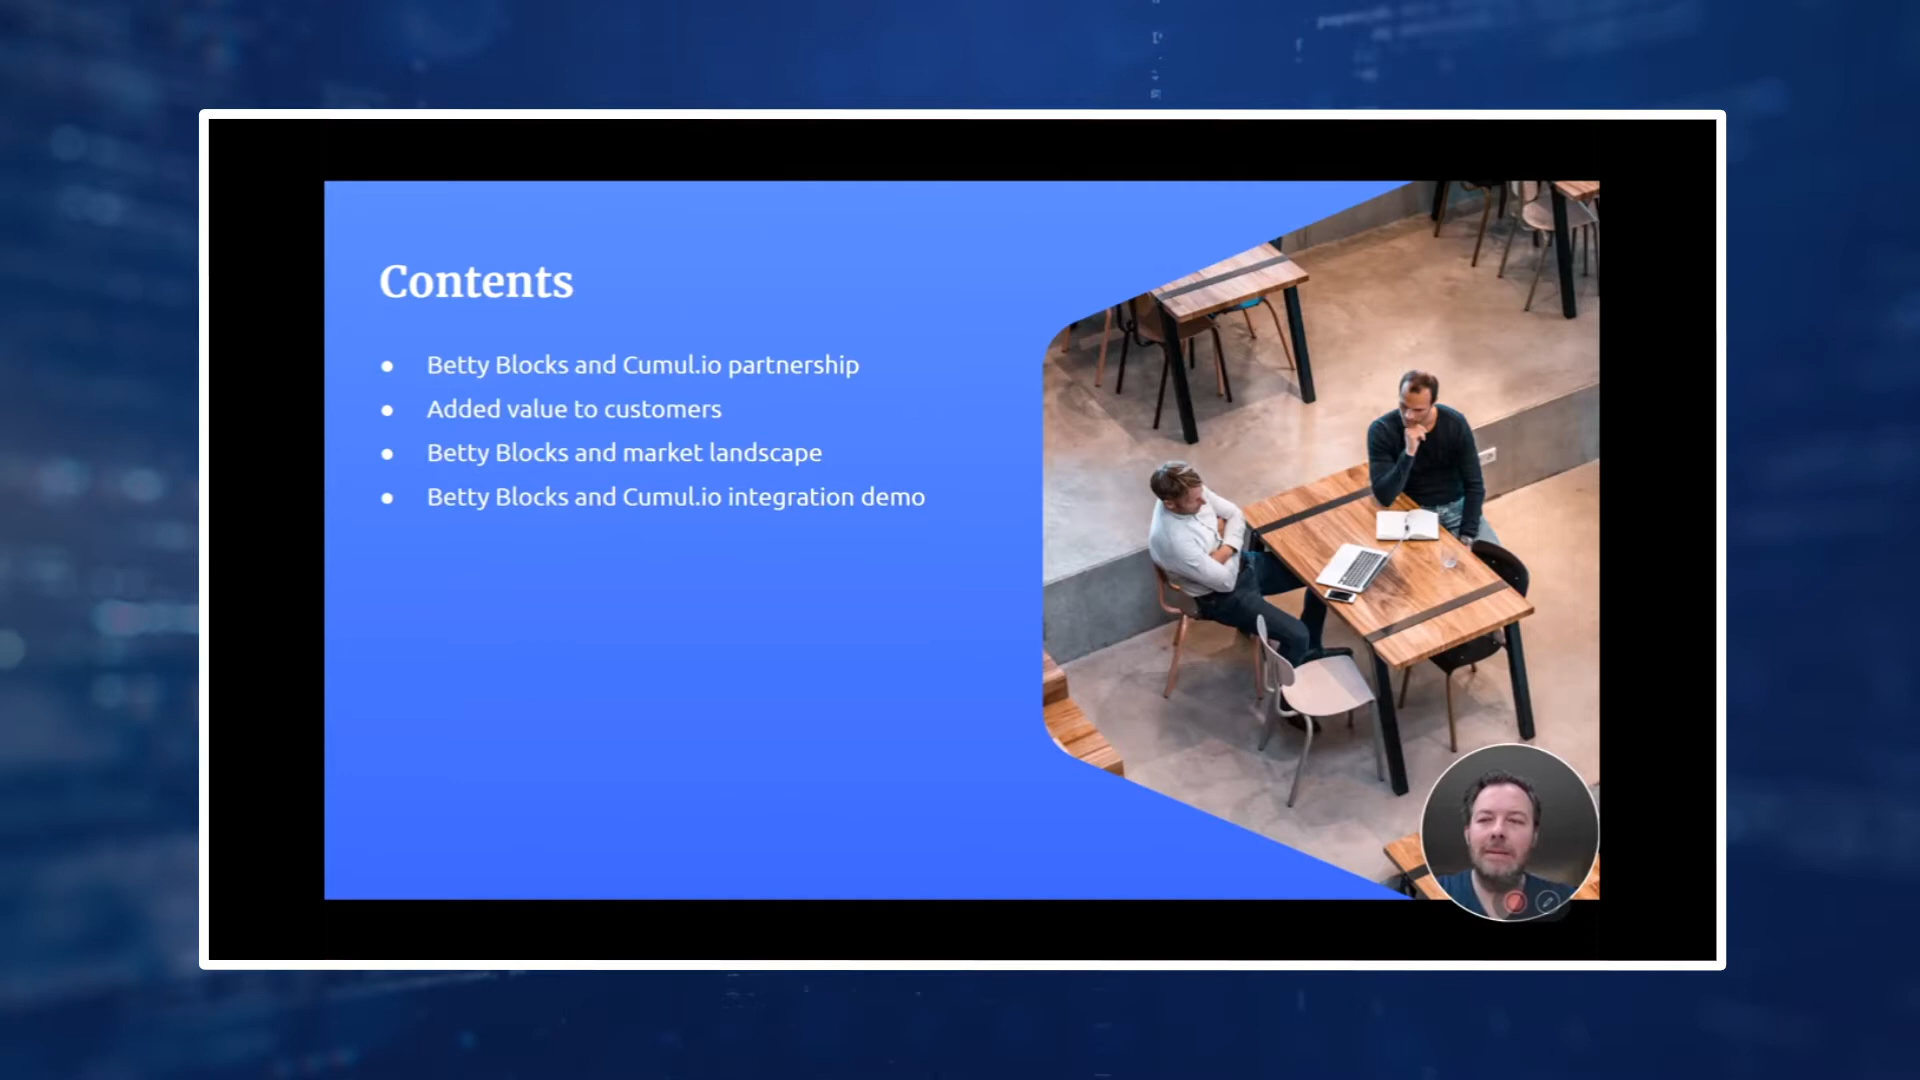 Contents
● Betty Blocks and Cumul.io partnership
● Added value to customers
● Betty Blocks and market landscape
● Betty Blocks and Cumul.io integration demo